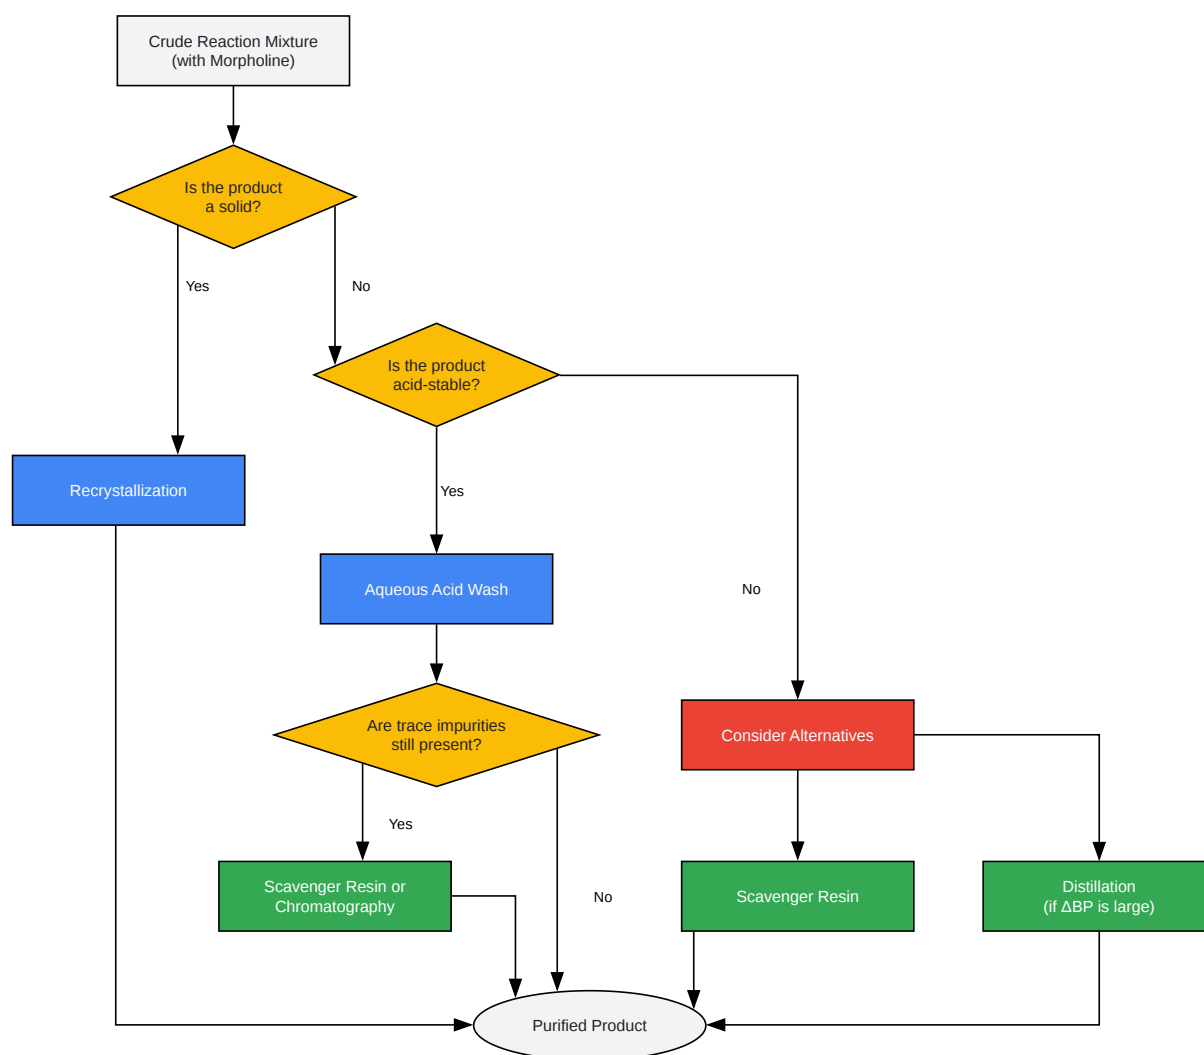 Crude Reaction Mixture
(with Morpholine)
Is the product
a solid?
Yes
No
Is the product
acid-stable?
Recrystallization
Yes
Aqueous Acid Wash
No
Are trace impurities
still present?
Consider Alternatives
Yes
Scavenger Resin or
Chromatography
No
Scavenger Resin
Distillation
(if ΔBP is large)
Purified Product